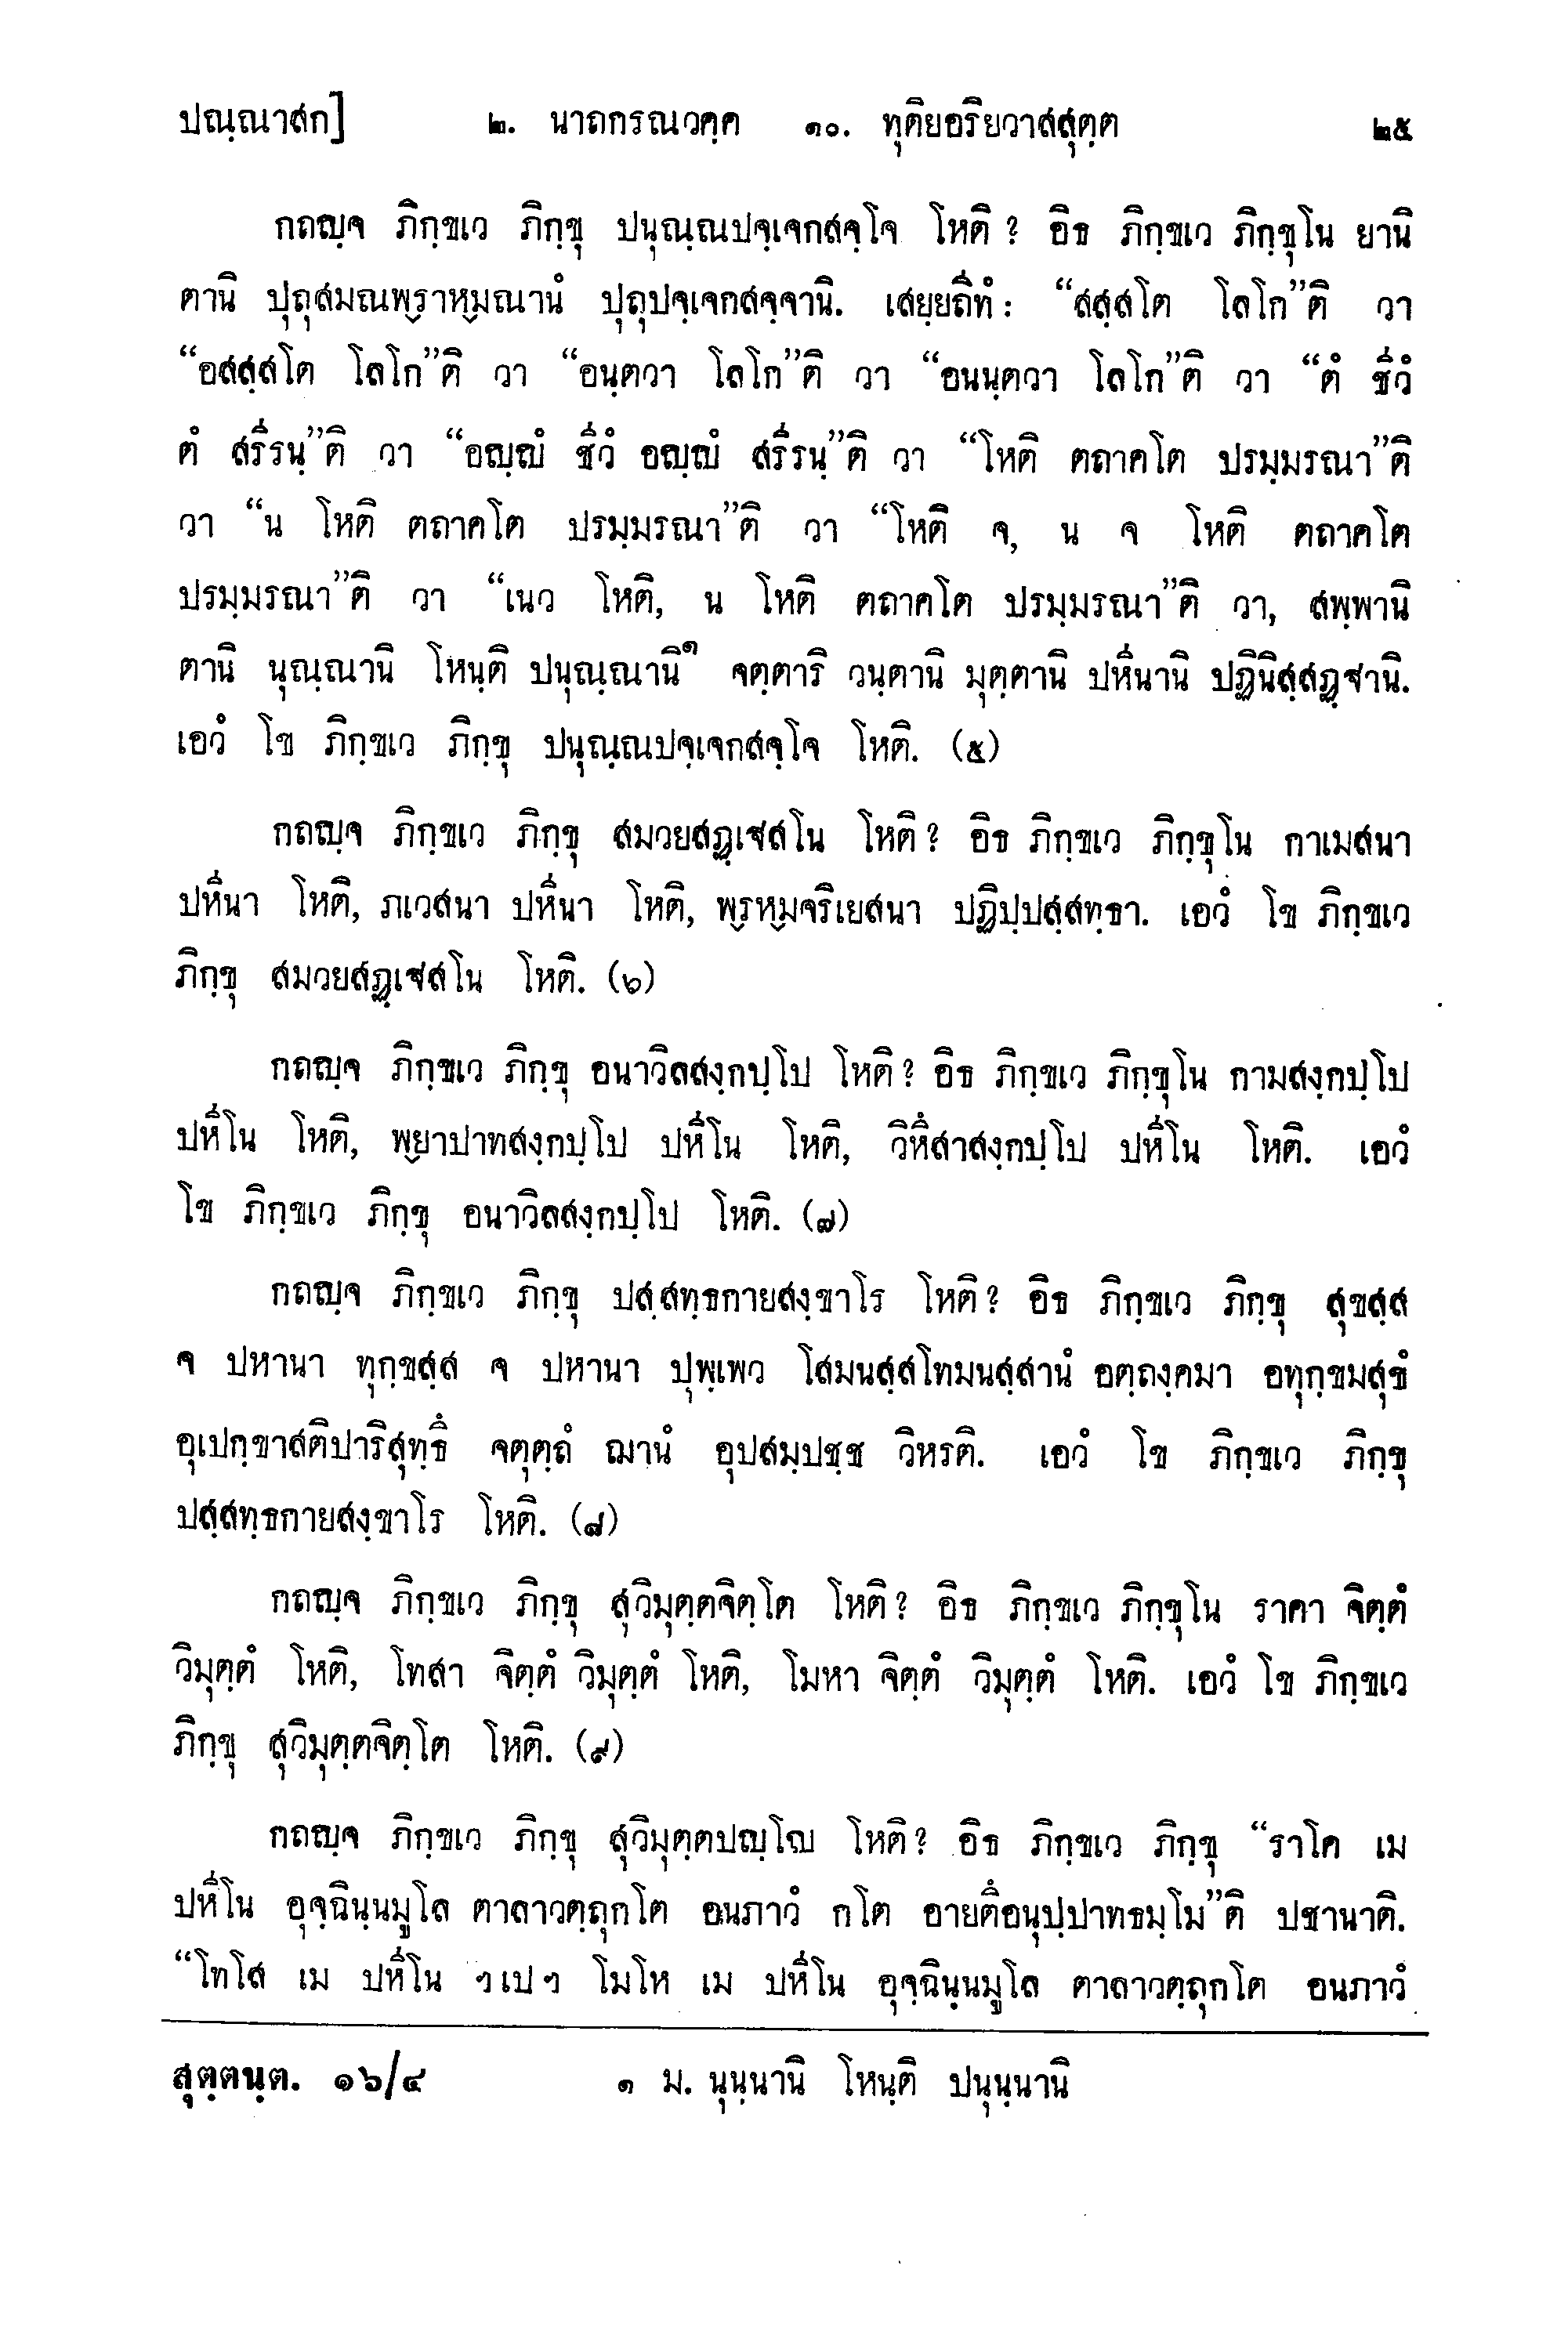 ปณฺณาสก]   ๒. นาถกรณวคฺค   ๑๐. ทุติยอริยวาสสุตฺต   ๒๕
กถญฺจ ภิกฺขเว ภิกฺขุ ปนุณฺณปจฺเจกสจฺโจ โหติ ? อิธ ภิกฺขเว ภิกฺขุโน ยานิ
ตานิ ปุถุสมณพฺราหฺมณานํ ปุถุปจฺเจกสจฺจานิ. เสยฺยถีทํ : “สสฺสโต โลโก”ติ วา
“อสสฺสโต โลโก”ติ วา “อนฺตวา โลโก”ติ วา “อนนฺตวา โลโก”ติ วา “ตํ ชีวํ
ตํ สรีรนฺ”ติ วา “อญฺญํ ชีวํ อญฺญํ สรีรนฺ”ติ วา “โหติ ตถาคโต ปรมฺมรณา”ติ
วา “น โหติ ตถาคโต ปรมฺมรณา”ติ วา “โหติ จ, น จ โหติ ตถาคโต
ปรมฺมรณา”ติ วา “เนว โหติ, น โหติ ตถาคโต ปรมฺมรณา”ติ วา, สพฺพานิ
ตานิ นุณฺณานิ โหนฺติ ปนุณฺณานิ๑ จตฺตานิ วนฺตานิ มุตฺตานิ ปหีนานิ ปฏินิสฺสฏฺฐานิ.
เอวํ โข ภิกฺขเว ภิกฺขุ ปนุณฺณปจฺเจกสจฺโจ โหติ. (๕)
กถญฺจ ภิกฺขเว ภิกฺขุ สมวยสฏฺเฐสโน โหติ ? อิธ ภิกฺขเว ภิกฺขุโน กาเมสนา
ปหีนา โหติ, ภเวสนา ปหีนา โหติ, พฺรหฺมจริเยสนา ปฏิปฺปสฺสทฺธา. เอวํ โข ภิกฺขเว
ภิกฺขุ สมวยสฏฺเฐสโน โหติ. (๖)
กถญฺจ ภิกฺขเว ภิกฺขุ อนาวิลสงฺกปฺโป โหติ ? อิธ ภิกฺขเว ภิกฺขุโน กามสงฺกปฺโป
ปหีโน โหติ, พฺยาปาทสงฺกปฺโป ปหีโน โหติ, วิหึสาสงฺกปฺโป ปหีโน โหติ. เอวํ
โข ภิกฺขเว ภิกฺขุ อนาวิลสงฺกปฺโป โหติ. (๗)
กถญฺจ ภิกฺขเว ภิกฺขุ ปสฺสทฺธกายสงฺขาโร โหติ ? อิธ ภิกฺขเว ภิกฺขุ สุขสฺส
จ ปหานา ทุกฺขสฺส จ ปหานา ปุพฺเพว โสมนสฺสโทมนสฺสานํ อตฺถงฺคมา อทุกฺขมสุขํ
อุเปกฺขาสติปาริสุทฺธึ จตุตฺถํ ฌานํ อุปสมฺปชฺช วิหรติ. เอวํ โข ภิกฺขเว ภิกฺขุ
ปสฺสทฺธกายสงฺขาโร โหติ. (๘)
กถญฺจ ภิกฺขเว ภิกฺขุ สุวิมุตฺตจิตฺโต โหติ ? อิธ ภิกฺขเว ภิกฺขุโน ราคา จิตฺตํ
วิมุตฺตํ โหติ, โทสา จิตฺตํ วิมุตฺตํ โหติ, โมหา จิตฺตํ วิมุตฺตํ โหติ. เอวํ โข ภิกฺขเว
ภิกฺขุ สุวิมุตฺตจิตฺโต โหติ. (๙)
กถญฺจ ภิกฺขเว ภิกฺขุ สุวิมุตฺตปญฺโญ โหติ ? อิธ ภิกฺขเว ภิกฺขุ “ราโค เม
ปหีโน อุจฺฉินฺนมูโล ตาลาวตฺถุกโต อนภาวํ กโต อายตึอนุปฺปาทธมฺโม”ติ ปชานาติ.
“โทโส เม ปหีโน ฯเปฯ โมโห เม ปหีโน อุจฺฉินฺนมูโล ตาลาวตฺถุกโต อนภาวํ
สุตฺตนฺต. ๑๖/๔   ๑ ม. นุนฺนานิ โหนฺติ ปนุนฺนานิ